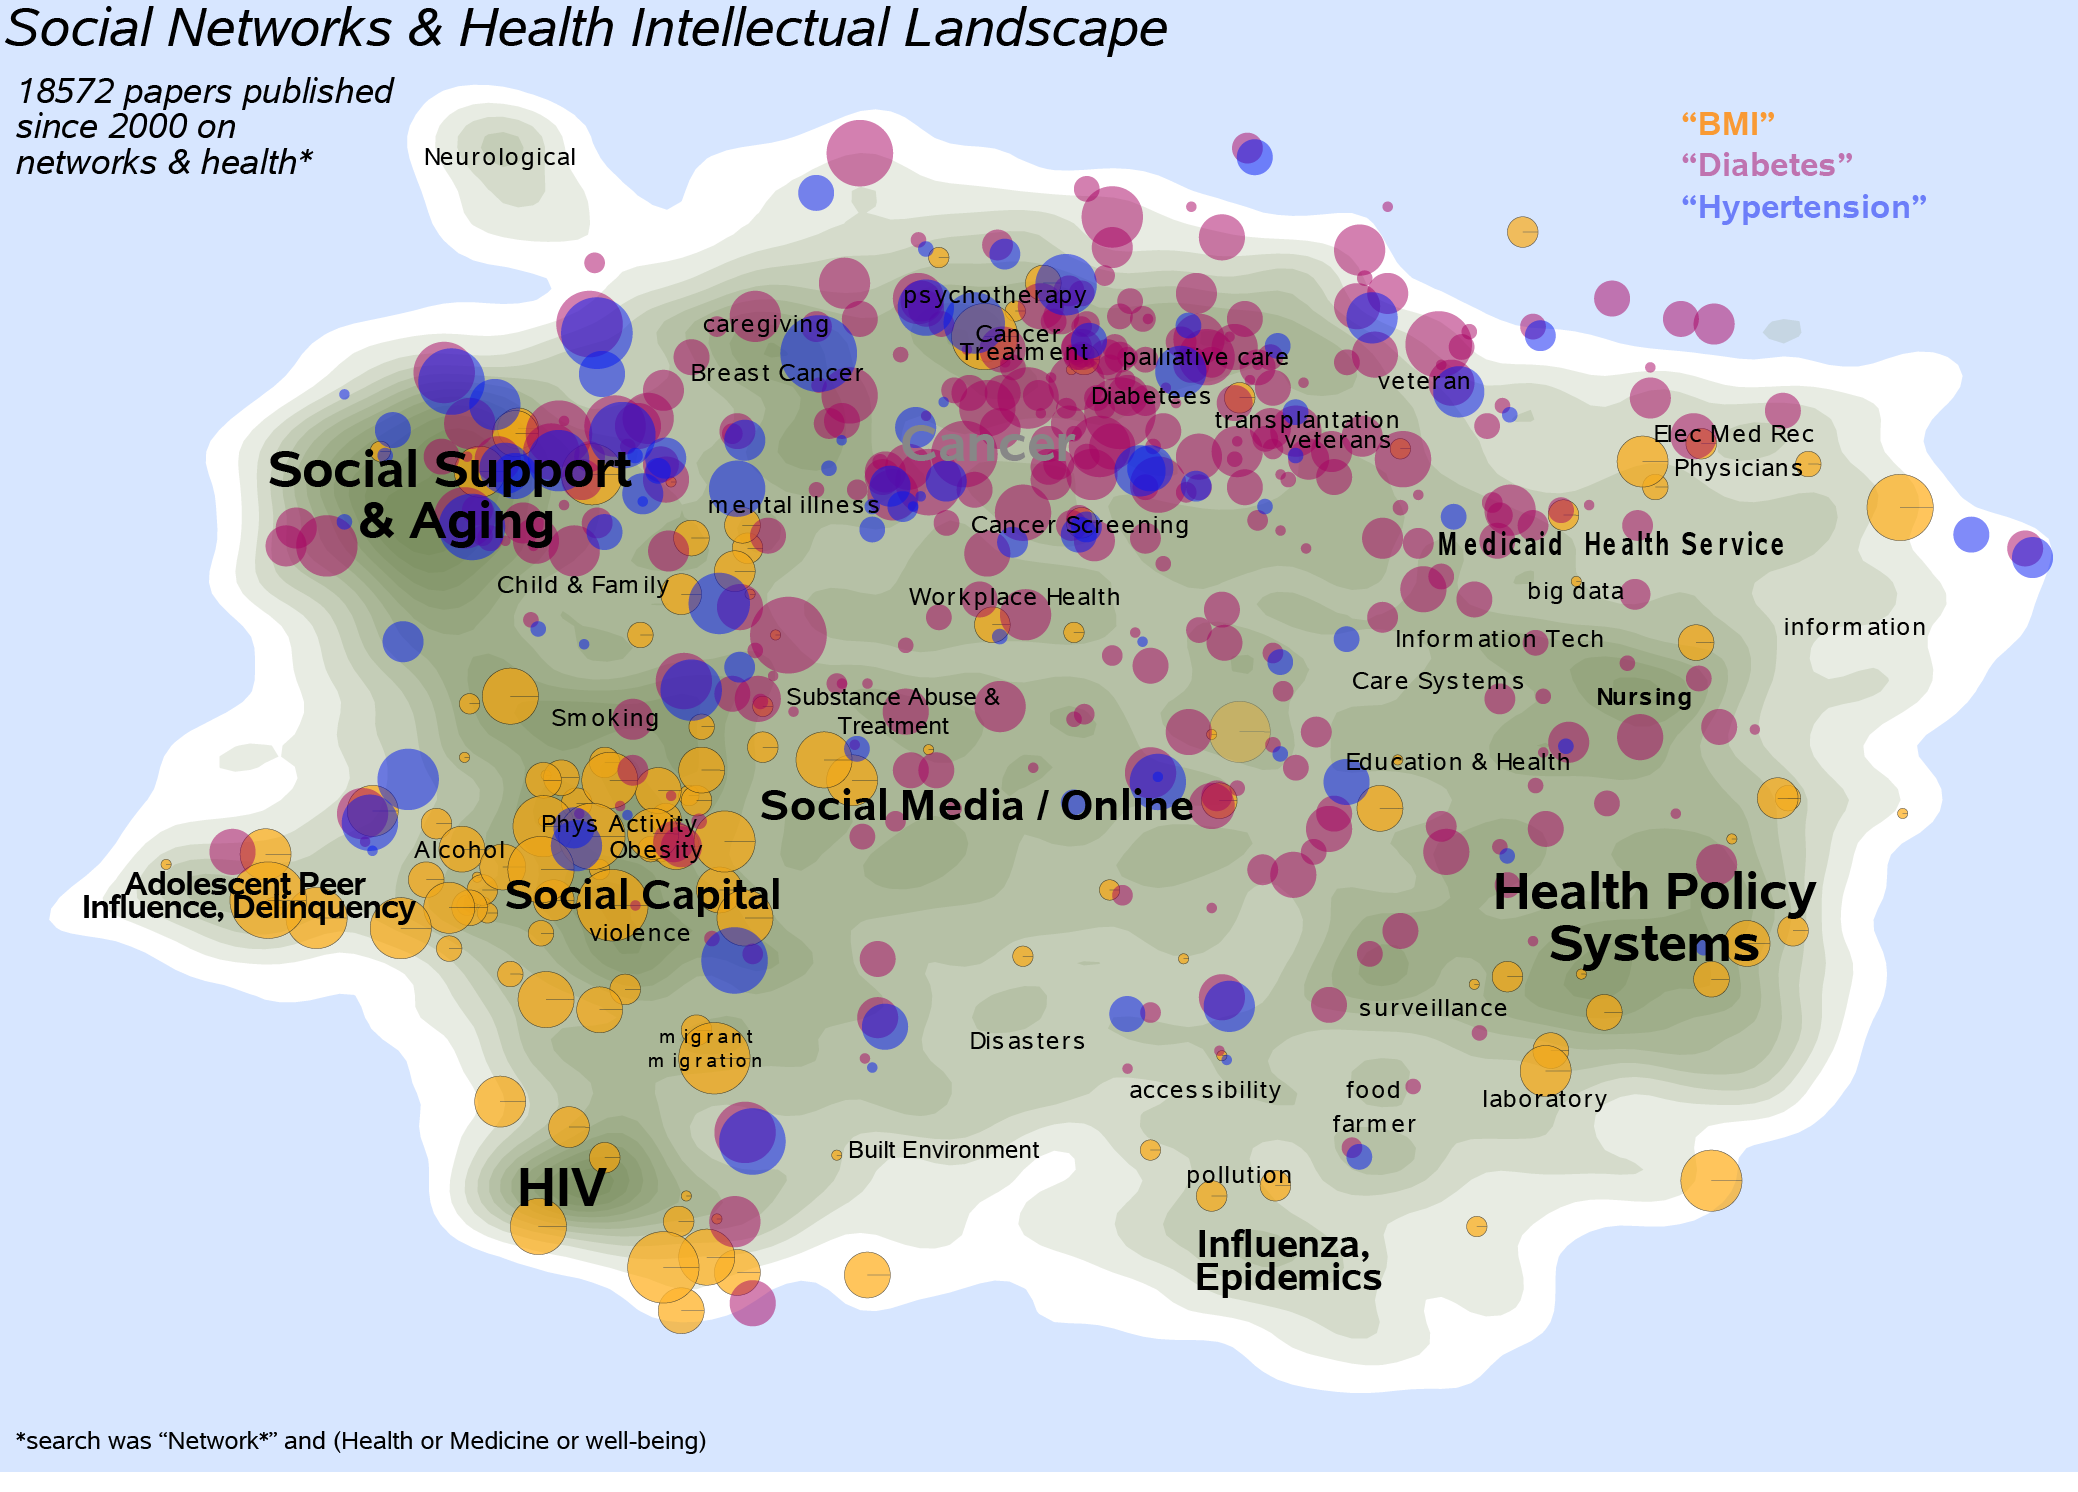 Social Networks & Health Intellectual Landscape
18572 papers published
since 2000 on
networks & health*
“BMI”
“Diabetes”
“Hypertension”
Neurological
psychotherapy
caregiving
Cancer
Treatment
palliative care
Breast Cancer
veteran
Diabetees
transplantation
veterans
Cancer
Elec Med Rec
Physicians
Social Support
& Aging
mental illness
Cancer Screening
Medicaid Health Service
Child & Family
Workplace Health
big data
information
Information Tech
Care Systems
Nursing
Smoking
Substance Abuse &
Treatment
Education & Health
Social Media / Online
Phys Activity
Alcohol
Obesity
Adolescent Peer
Influence, Delinquency
Social Capital
violence
Health Policy
Systems
surveillance
migrant
migration
Disasters
accessibility
food
farmer
laboratory
Built Environment
pollution
HIV
Influenza,
Epidemics
*search was “Network*” and (Health or Medicine or well-being)